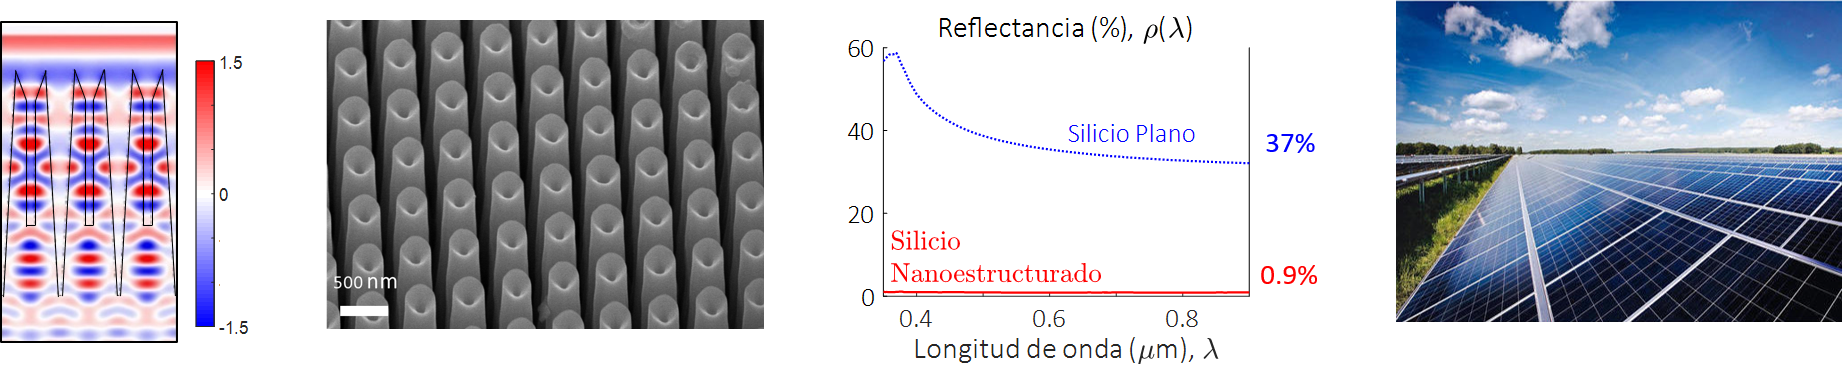 1.5
0
-1.5
500 nm
Reflectancia (%), ρ(λ)
60
40
20
0
Silicio Plano
37%
Silicio
Nanoestructurado
0.9%
0.4
0.6
0.8
Longitud de onda (μm), λ